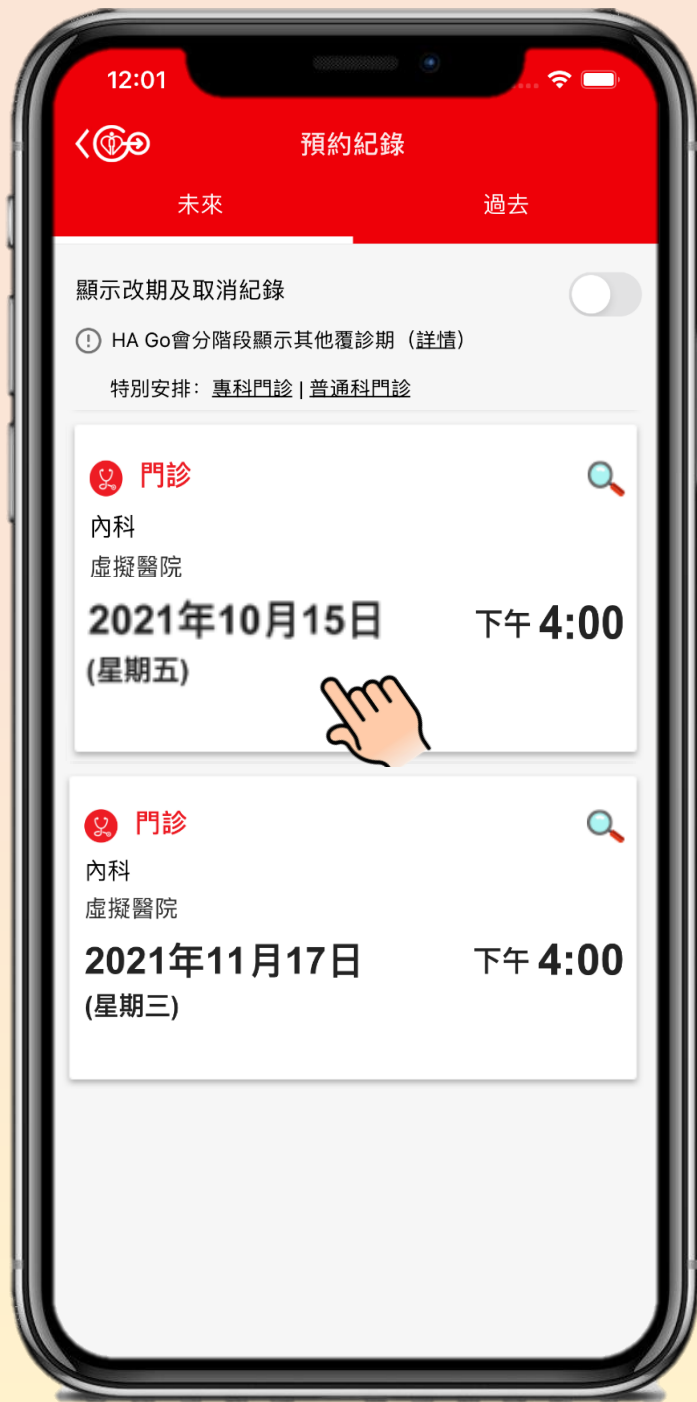 12:01
預約紀錄
未來 過去
顯示改期及取消紀錄
HA Go會分階段顯示其他覆診期（詳情）
特別安排：專科門診 | 普通科門診
門診
內科
虛擬醫院
2021年10月15日 下午 4:00
(星期五)
門診
內科
虛擬醫院
2021年11月17日 下午 4:00
(星期三)